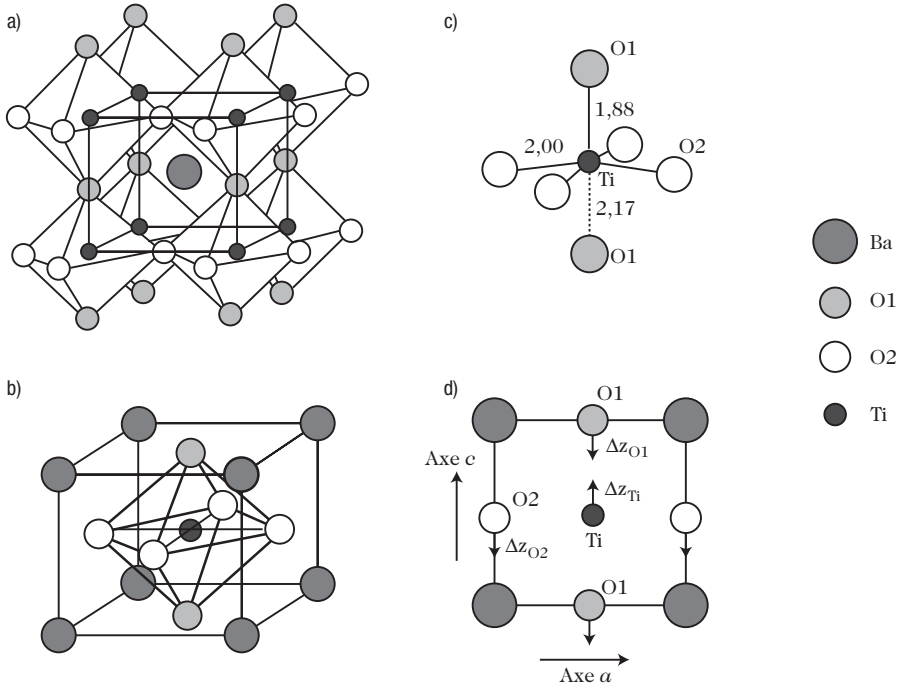 a)
c)
O1
1,88
2,00
O2
Ti
2,17
O1
Ba
O1
O2
Ti
b)
d)
O1
Axe c
Δz_O1
Δz_Ti
O2
Ti
Δz_O2
O1
Axe a